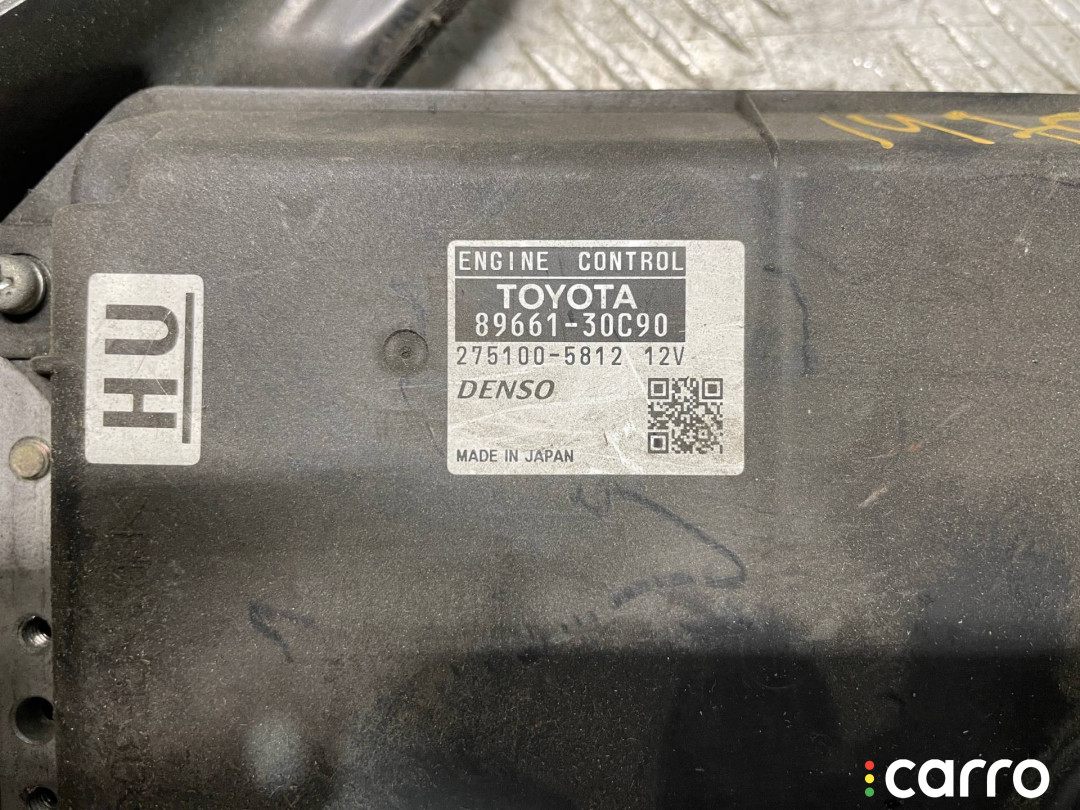 ENGINE CONTROL
TOYOTA
89661-30C90
275100-5812 12V
DENSO
MADE IN JAPAN
HU
carro